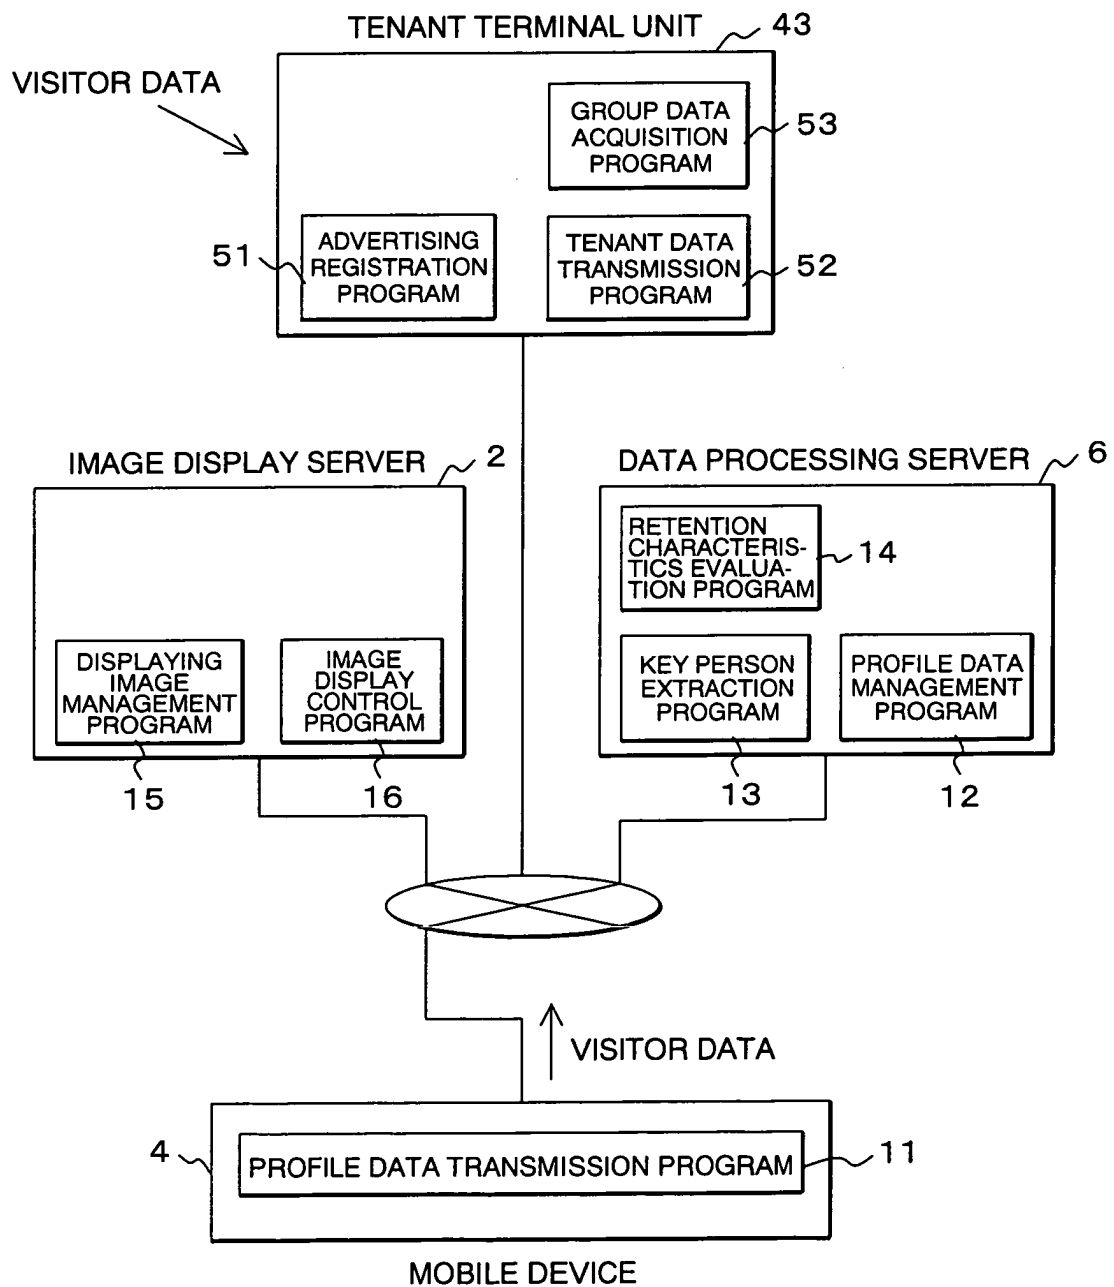 TENANT TERMINAL UNIT
43
VISITOR DATA
GROUP DATA
ACQUISITION
PROGRAM
53
51
ADVERTISING
REGISTRATION
PROGRAM
TENANT DATA
TRANSMISSION
PROGRAM
52
IMAGE DISPLAY SERVER
2
DATA PROCESSING SERVER
6
RETENTION
CHARACTERIS-
TICS EVALUA-
TION PROGRAM
14
DISPLAYING
IMAGE
MANAGEMENT
PROGRAM
IMAGE
DISPLAY
CONTROL
PROGRAM
KEY PERSON
EXTRACTION
PROGRAM
PROFILE DATA
MANAGEMENT
PROGRAM
15
16
13
12
VISITOR DATA
4
PROFILE DATA TRANSMISSION PROGRAM
11
MOBILE DEVICE